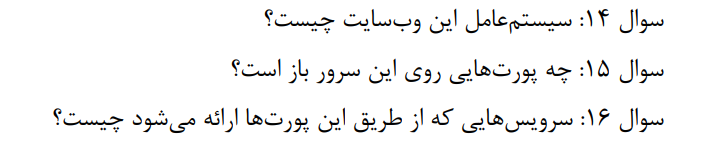 سوال ۱۴: سیستم‌عامل این وب‌سایت چیست؟
سوال ۱۵: چه پورت‌هایی روی این سرور باز است؟
سوال ۱۶: سرویس‌هایی که از طریق این پورت‌ها ارائه می‌شود چیست؟